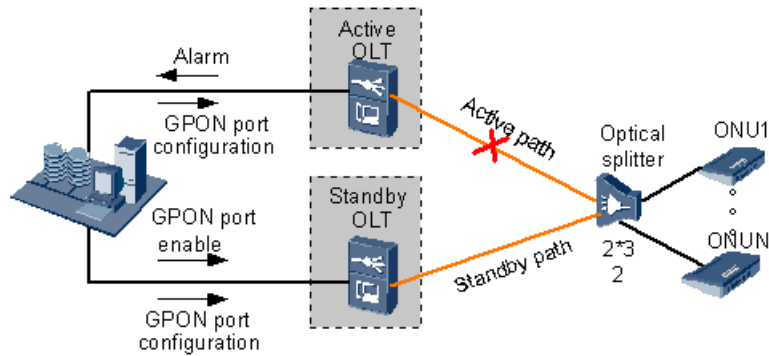 Active
OLT
Alarm
GPON port
configuration
Active path
Optical
splitter
ONU1
Standby
OLT
GPON port
enable
Standby path
2*3
2
ONUN
GPON port
configuration